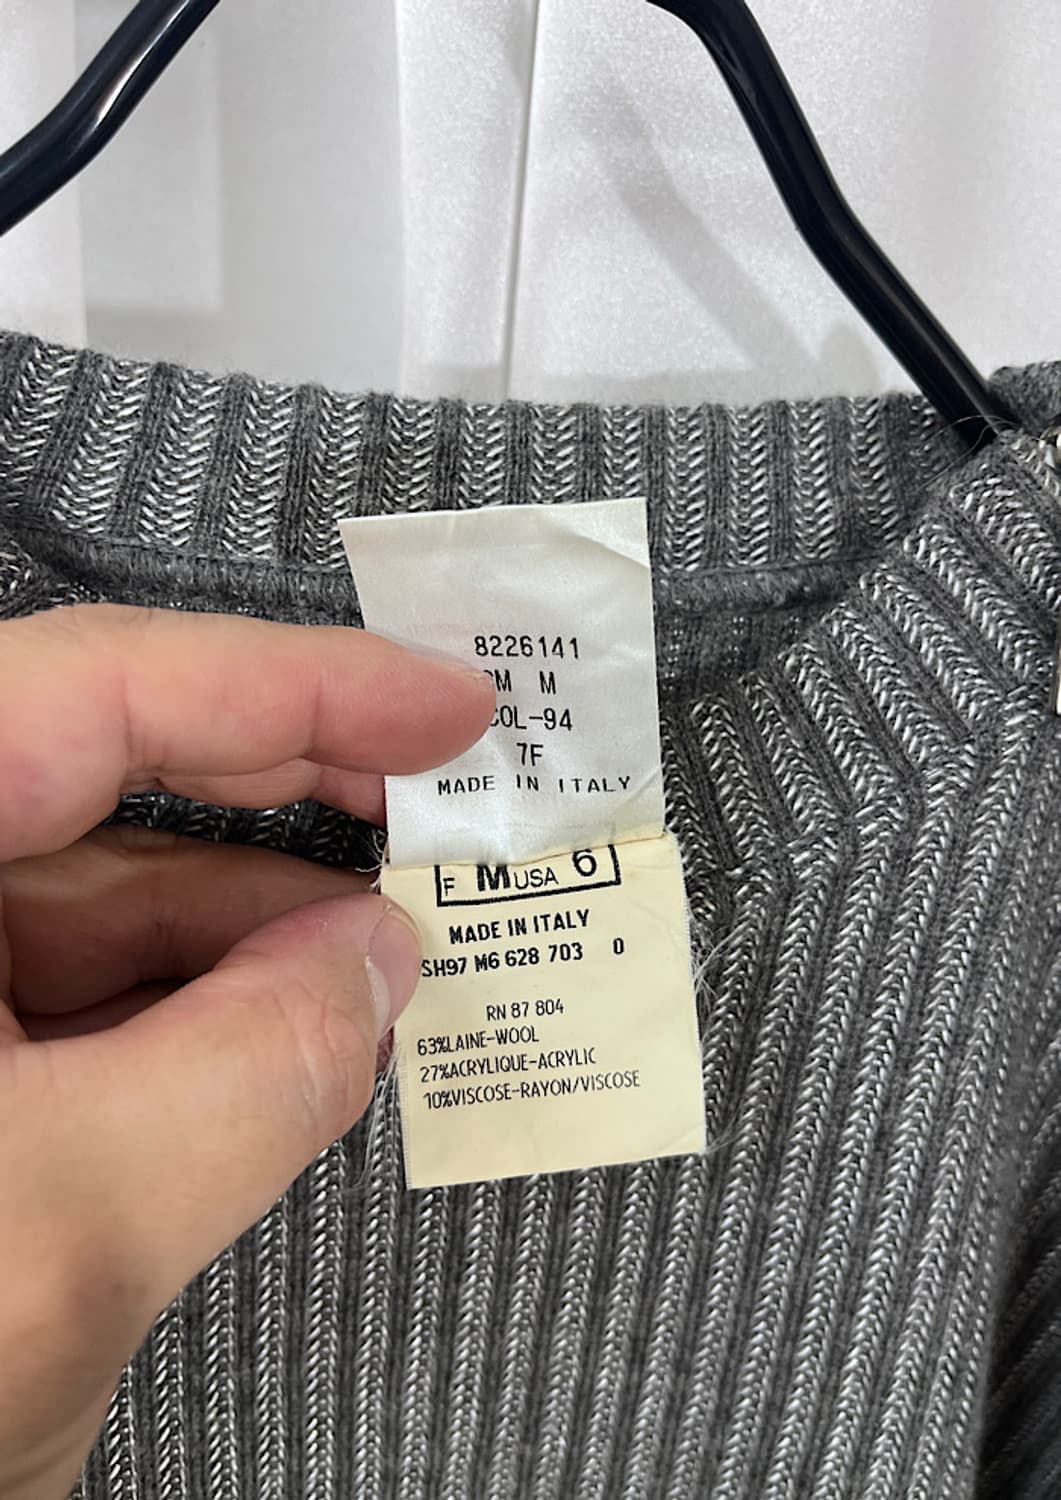 8226141
M M
COL-94
7F
MADE IN ITALY
F M USA 6
MADE IN ITALY
SH97 M6 628 703 0
RN 87 804
63%LAINE-WOOL
27%ACRYLIQUE-ACRYLIC
10%VISCOSE-RAYON/VISCOSE